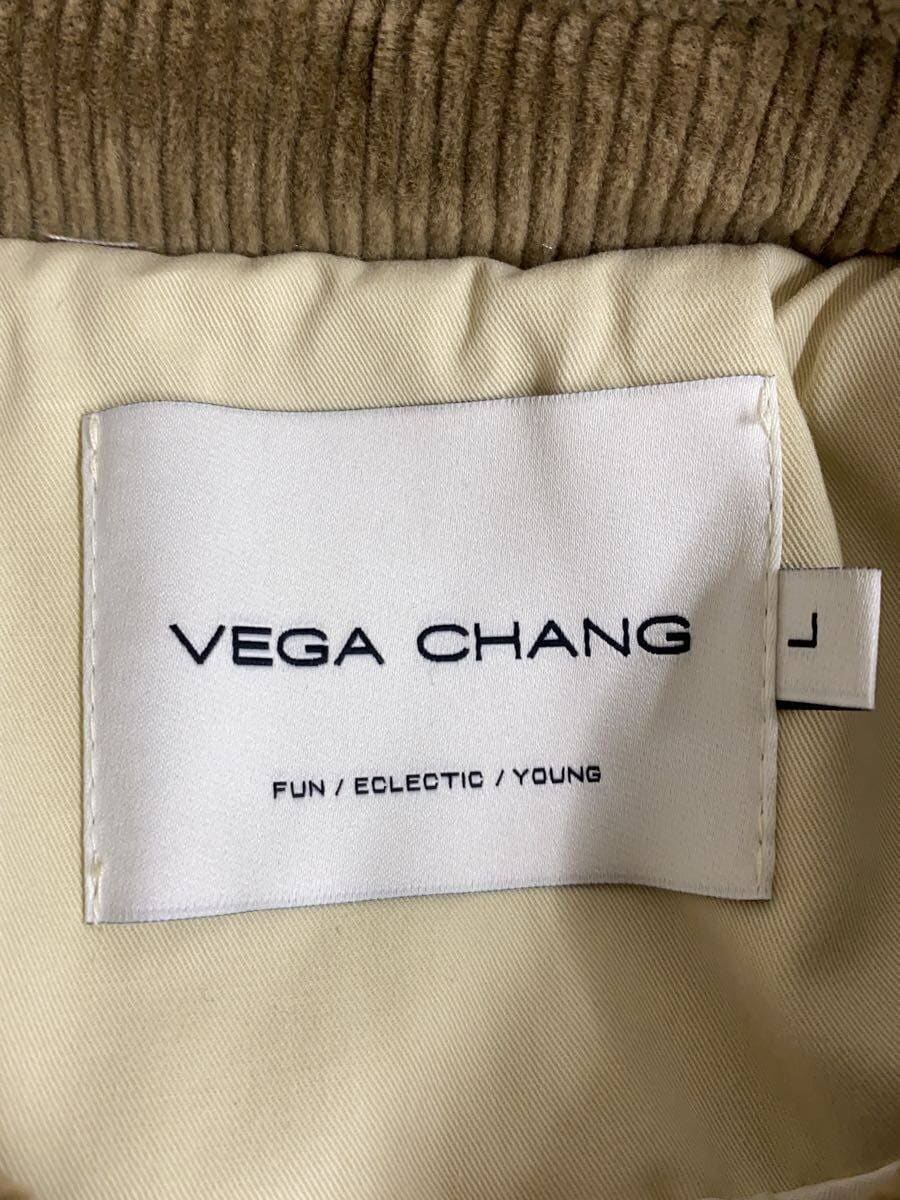 VEGA CHANG
L
FUN / ECLECTIC / YOUNG